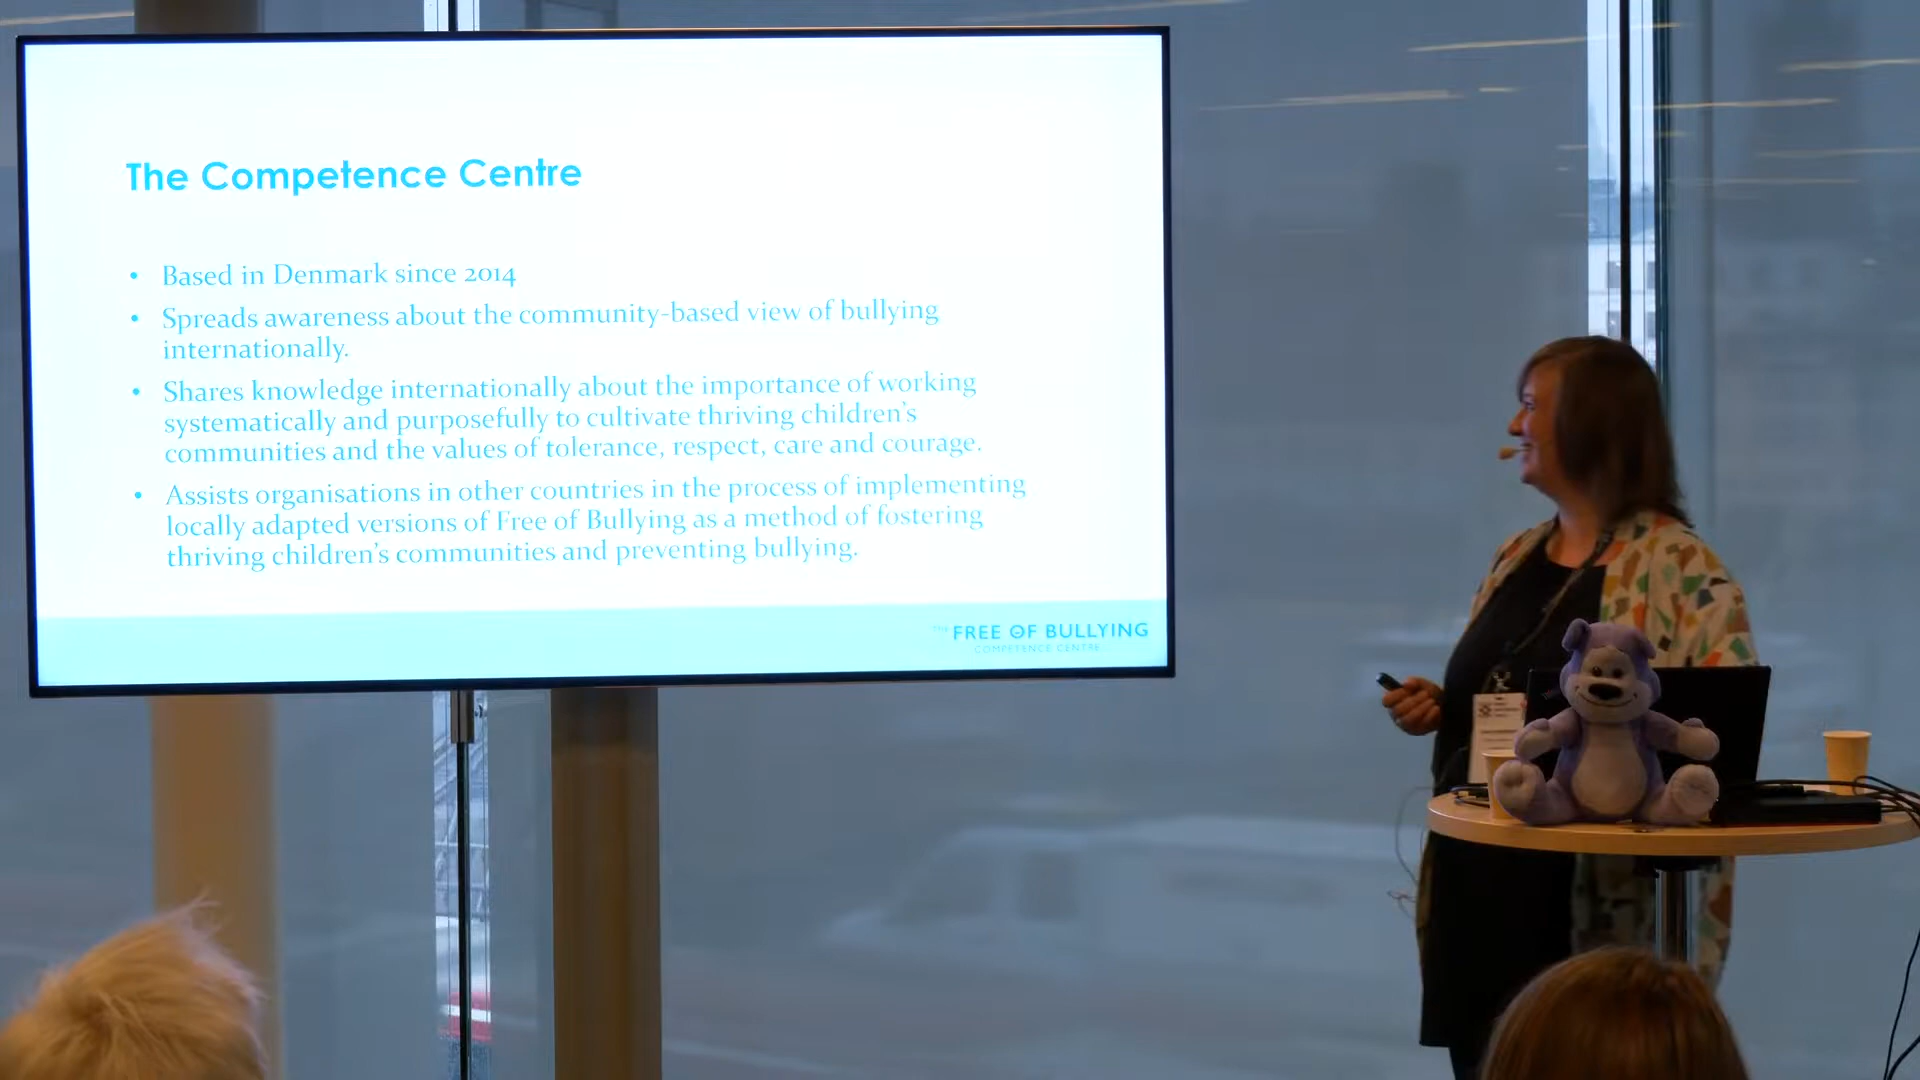 The Competence Centre
• Based in Denmark since 2014
• Spreads awareness about the community-based view of bullying
internationally.
• Shares knowledge internationally about the importance of working
systematically and purposefully to cultivate thriving children's
communities and the values of tolerance, respect, care and courage.
• Assists organisations in other countries in the process of implementing
locally adapted versions of Free of Bullying as a method of fostering
thriving children's communities and preventing bullying.
THE FREE OF BULLYING
COMPETENCE CENTRE